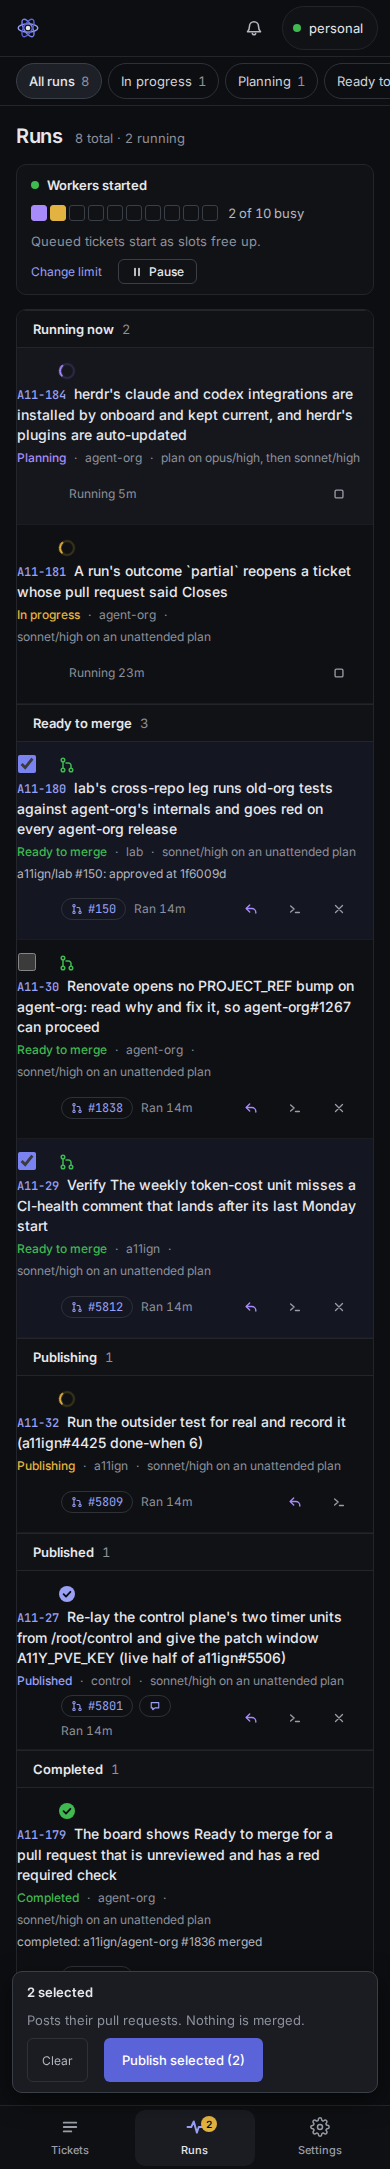 personal
All runs 8 In progress 1 Planning 1 Ready to
Runs 8 total · 2 running
Workers started
2 of 10 busy
Queued tickets start as slots free up.
Change limit Pause
Running now 2
A11-184 herdr's claude and codex integrations are
installed by onboard and kept current, and herdr's
plugins are auto-updated
Planning · agent-org · plan on opus/high, then sonnet/high
Running 5m
A11-181 A run's outcome `partial` reopens a ticket
whose pull request said Closes
In progress · agent-org ·
sonnet/high on an unattended plan
Running 23m
Ready to merge 3
A11-180 lab's cross-repo leg runs old-org tests
against agent-org's internals and goes red on
every agent-org release
Ready to merge · lab · sonnet/high on an unattended plan
a11ign/lab #150: approved at 1f6009d
#150 Ran 14m
A11-30 Renovate opens no PROJECT_REF bump on
agent-org: read why and fix it, so agent-org#1267
can proceed
Ready to merge · agent-org ·
sonnet/high on an unattended plan
#1838 Ran 14m
A11-29 Verify The weekly token-cost unit misses a
CI-health comment that lands after its last Monday
start
Ready to merge · a11ign ·
sonnet/high on an unattended plan
#5812 Ran 14m
Publishing 1
A11-32 Run the outsider test for real and record it
(a11ign#4425 done-when 6)
Publishing · a11ign · sonnet/high on an unattended plan
#5809 Ran 14m
Published 1
A11-27 Re-lay the control plane's two timer units
from /root/control and give the patch window
A11Y_PVE_KEY (live half of a11ign#5506)
Published · control · sonnet/high on an unattended plan
#5801
Ran 14m
Completed 1
A11-179 The board shows Ready to merge for a
pull request that is unreviewed and has a red
required check
Completed · agent-org ·
sonnet/high on an unattended plan
completed: a11ign/agent-org #1836 merged
2 selected
Posts their pull requests. Nothing is merged.
Clear Publish selected (2)
2
Tickets Runs Settings